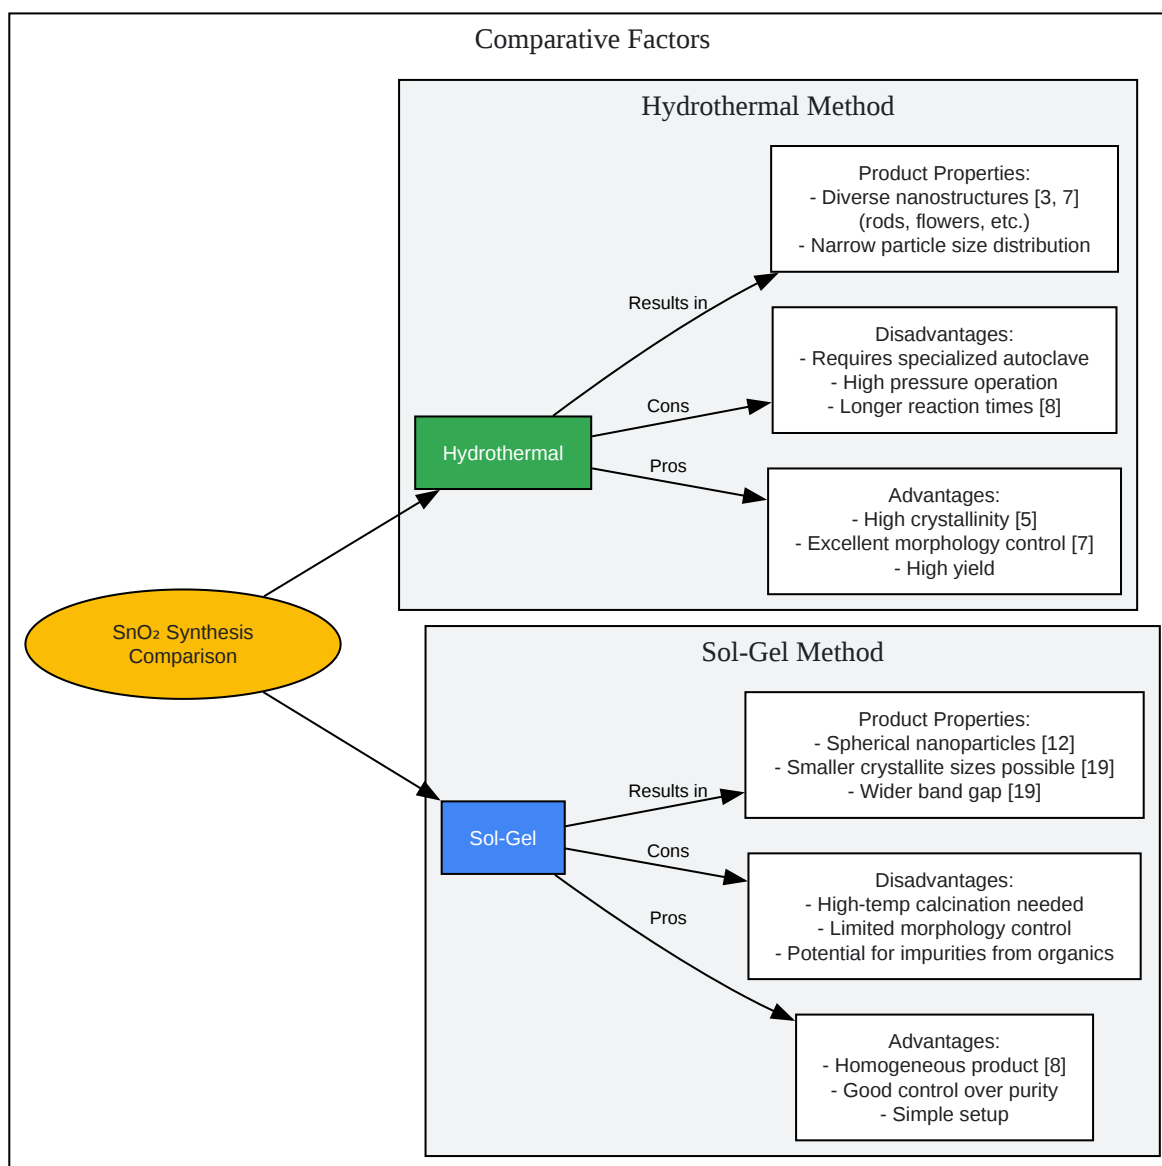 Comparative Factors
Hydrothermal Method
Product Properties:
- Diverse nanostructures [3, 7]
(rods, flowers, etc.)
- Narrow particle size distribution
Results in
Disadvantages:
- Requires specialized autoclave
- High pressure operation
- Longer reaction times [8]
Cons
Hydrothermal
Pros
Advantages:
- High crystallinity [5]
- Excellent morphology control [7]
- High yield
SnO₂ Synthesis
Comparison
Sol-Gel Method
Product Properties:
- Spherical nanoparticles [12]
- Smaller crystallite sizes possible [19]
- Wider band gap [19]
Results in
Sol-Gel
Cons
Disadvantages:
- High-temp calcination needed
- Limited morphology control
- Potential for impurities from organics
Pros
Advantages:
- Homogeneous product [8]
- Good control over purity
- Simple setup